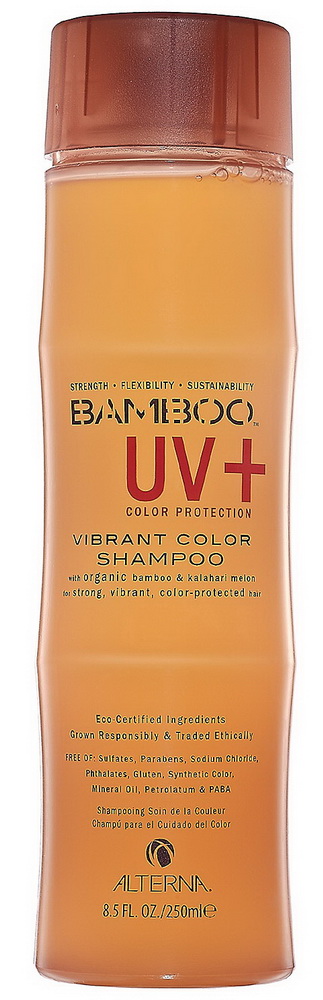 STRENGTH • FLEXIBILITY • SUSTAINABILITY
BAMBOO™
UV+
COLOR PROTECTION
VIBRANT COLOR
SHAMPOO
with organic bamboo & kalahari melon
for strong, vibrant, color-protected hair
Eco-Certified Ingredients
Grown Responsibly & Traded Ethically
FREE OF: Sulfates, Parabens, Sodium Chloride,
Phthalates, Gluten, Synthetic Color,
Mineral Oil, Petrolatum & PABA
Shampooing Soin de la Couleur
Champú para el Cuidado del Color
ALTERNA.
8.5 FL. OZ./250ml℮